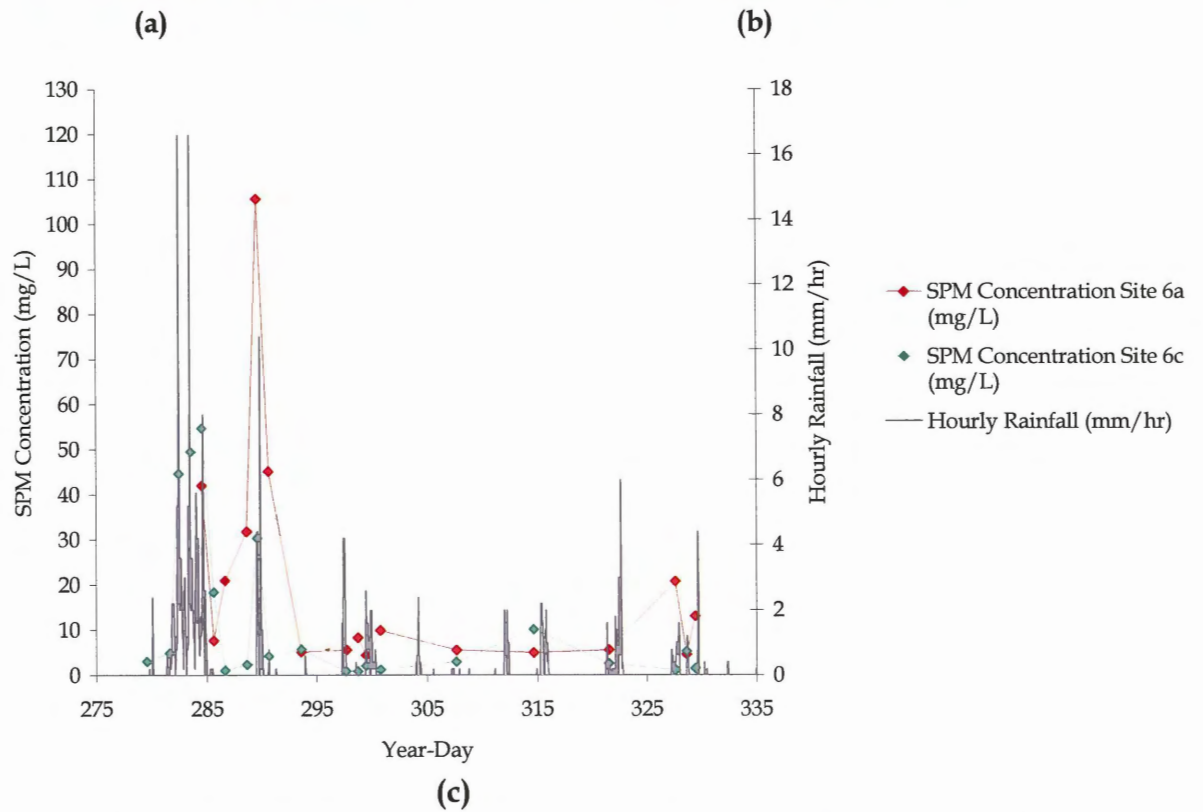 (a)
(b)
130
120
110
100
90
80
70
60
50
40
30
20
10
0
SPM Concentration (mg/L)
18
16
14
12
10
8
6
4
2
0
Hourly Rainfall (mm/hr)
275
285
295
305
315
325
335
Year-Day
SPM Concentration Site 6a
(mg/L)
SPM Concentration Site 6c
(mg/L)
Hourly Rainfall (mm/hr)
(c)